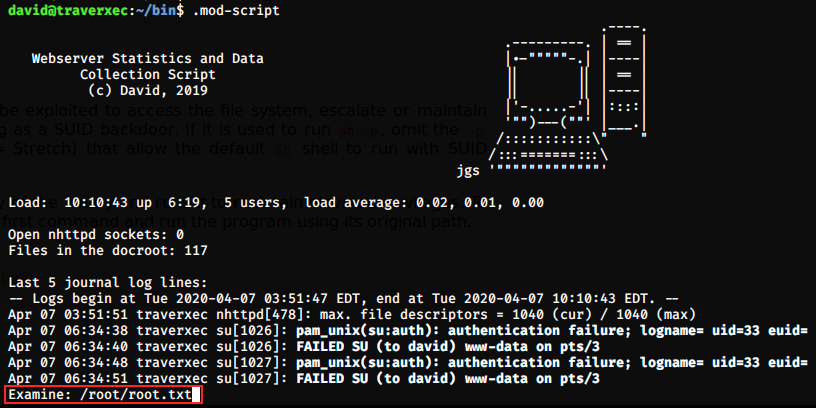 david@traverxec:~/bin$ .mod-script
Webserver Statistics and Data
Collection Script
(c) David, 2019
jgs
be exploited to access the file system, escalate or maintain
g as a SUID backdoor. If it is used to run sh -p, omit the -p
= Stretch) that allow the default sh shell to run with SUID
Load: 10:10:43 up 6:19, 5 users, load average: 0.02, 0.01, 0.00
first command and run the program using its original path.
Open nhttpd sockets: 0
Files in the docroot: 117
Last 5 journal log lines:
-- Logs begin at Tue 2020-04-07 03:51:47 EDT, end at Tue 2020-04-07 10:10:43 EDT. --
Apr 07 03:51:51 traverxec nhttpd[478]: max. file descriptors = 1040 (cur) / 1040 (max)
Apr 07 06:34:38 traverxec su[1026]: pam_unix(su:auth): authentication failure; logname= uid=33 euid=
Apr 07 06:34:40 traverxec su[1026]: FAILED SU (to david) www-data on pts/3
Apr 07 06:34:48 traverxec su[1027]: pam_unix(su:auth): authentication failure; logname= uid=33 euid=
Apr 07 06:34:51 traverxec su[1027]: FAILED SU (to david) www-data on pts/3
Examine: /root/root.txt